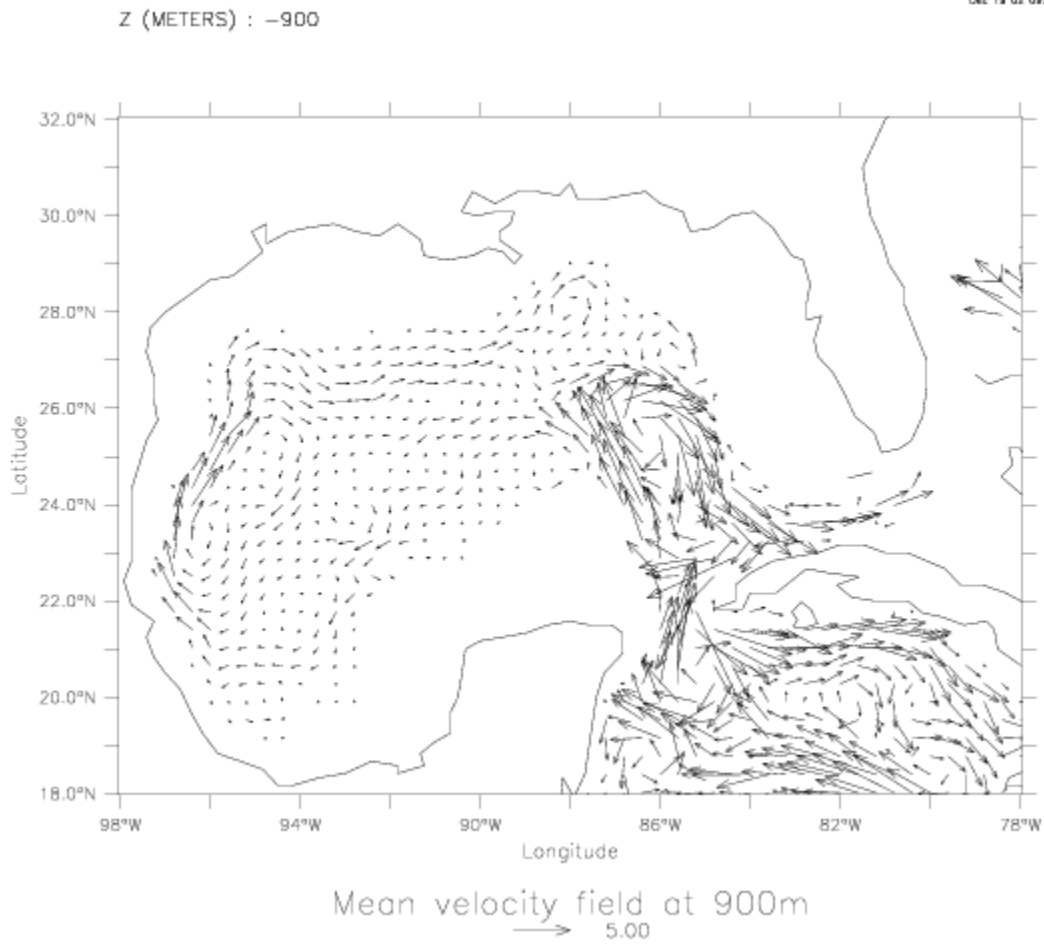 Z (METERS) : -900
32.0°N
30.0°N
28.0°N
26.0°N
24.0°N
22.0°N
20.0°N
18.0°N
Latitude
98°W 94°W 90°W 86°W 82°W 78°W
Longitude
Mean velocity field at 900m
5.00